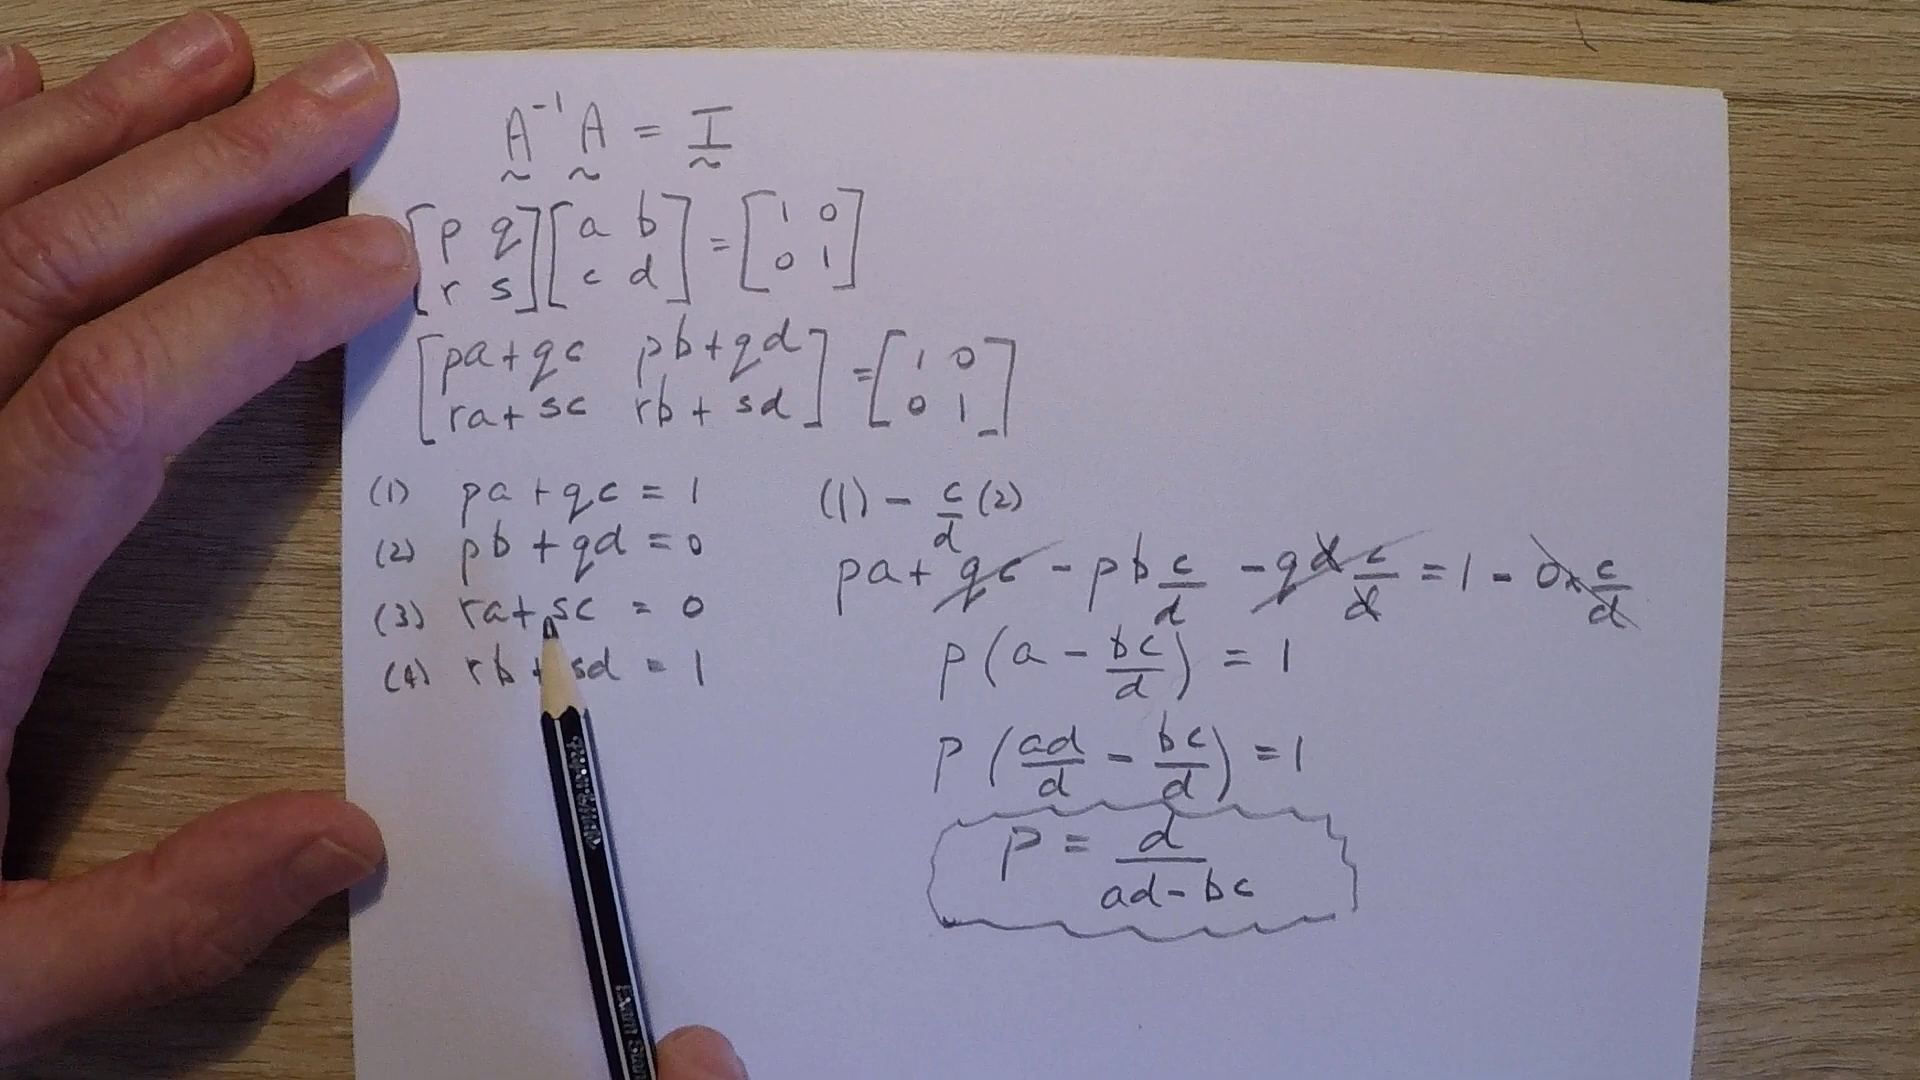 A⁻¹ A = I
[p q; r s] [a b; c d] = [1 0; 0 1]
[pa+qc pb+qd; ra+sc rb+sd] = [1 0; 0 1]
(1) pa+qc = 1
(2) pb+qd = 0
(3) ra+sc = 0
(4) rb+sd = 1
(1) - c/d (2)
pa+qc - pb c/d - qd c/d = 1 - 0x c/d
p(a - bc/d) = 1
p(ad/d - bc/d) = 1
p = d/(ad-bc)